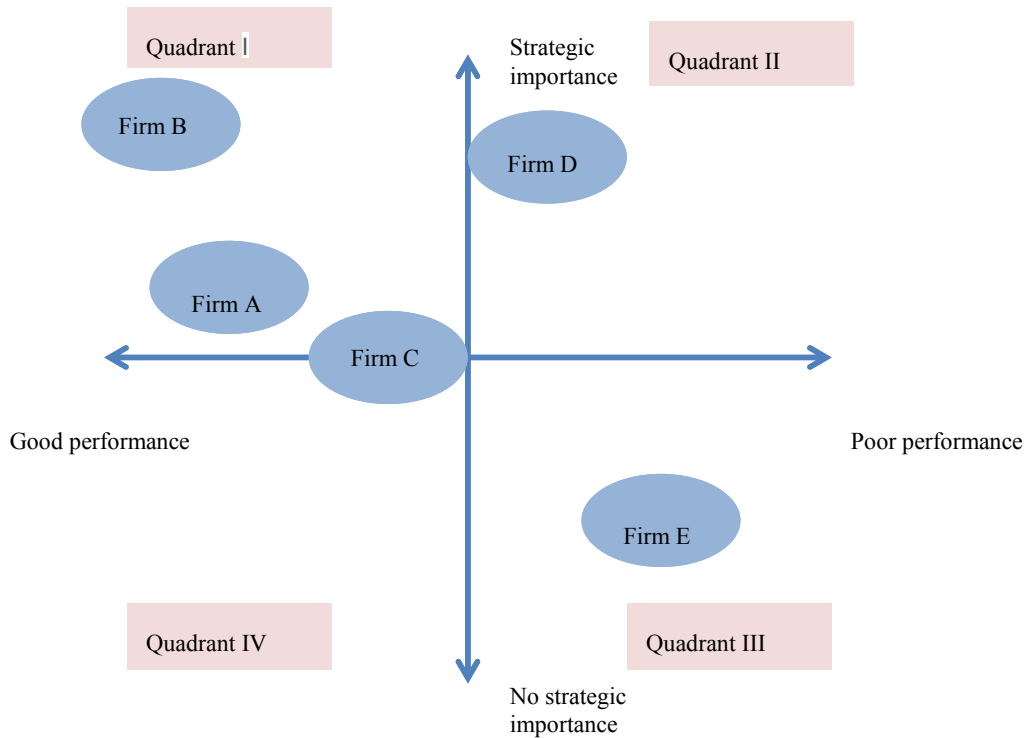 Quadrant I
Strategic
importance
Quadrant II
Firm B
Firm D
Firm A
Firm C
Good performance
Poor performance
Firm E
Quadrant IV
Quadrant III
No strategic
importance